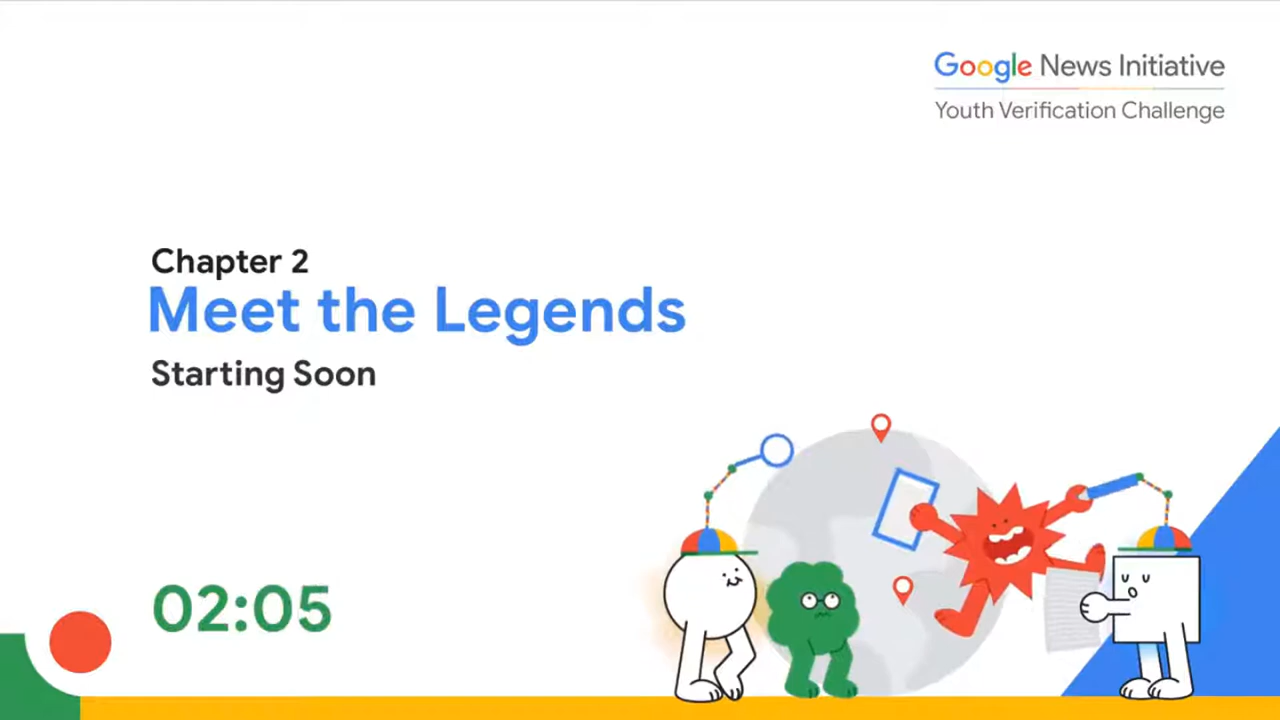 Google News Initiative
Youth Verification Challenge
Chapter 2
Meet the Legends
Starting Soon
02:05